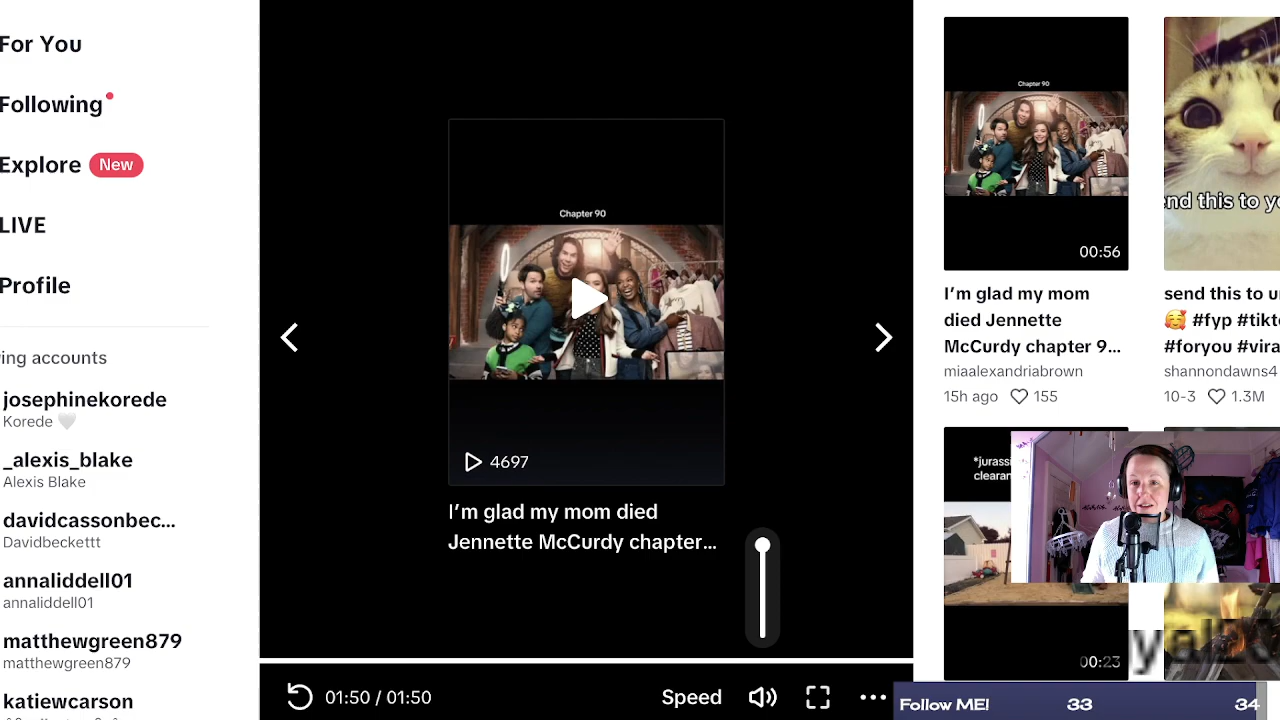 For You
Following
Explore New
LIVE
Profile
ing accounts
josephinekorede
Korede 🤍
_alexis_blake
Alexis Blake
davidcassonbec...
Davidbeckettt
annaliddell01
annaliddell01
matthewgreen879
matthewgreen879
katiewcarson
Chapter 90
4697
I’m glad my mom died
Jennette McCurdy chapter...
01:50 / 01:50
Speed
Chapter 90
00:56
I’m glad my mom
died Jennette
McCurdy chapter 9...
miaalexandriabrown
15h ago 155
nd this to yo
send this to u
🥰 #fyp #tikt
#foryou #vira
shannondawns4
10-3 1.3M
*jurassi
clearan
00:23
Follow ME! 33 34